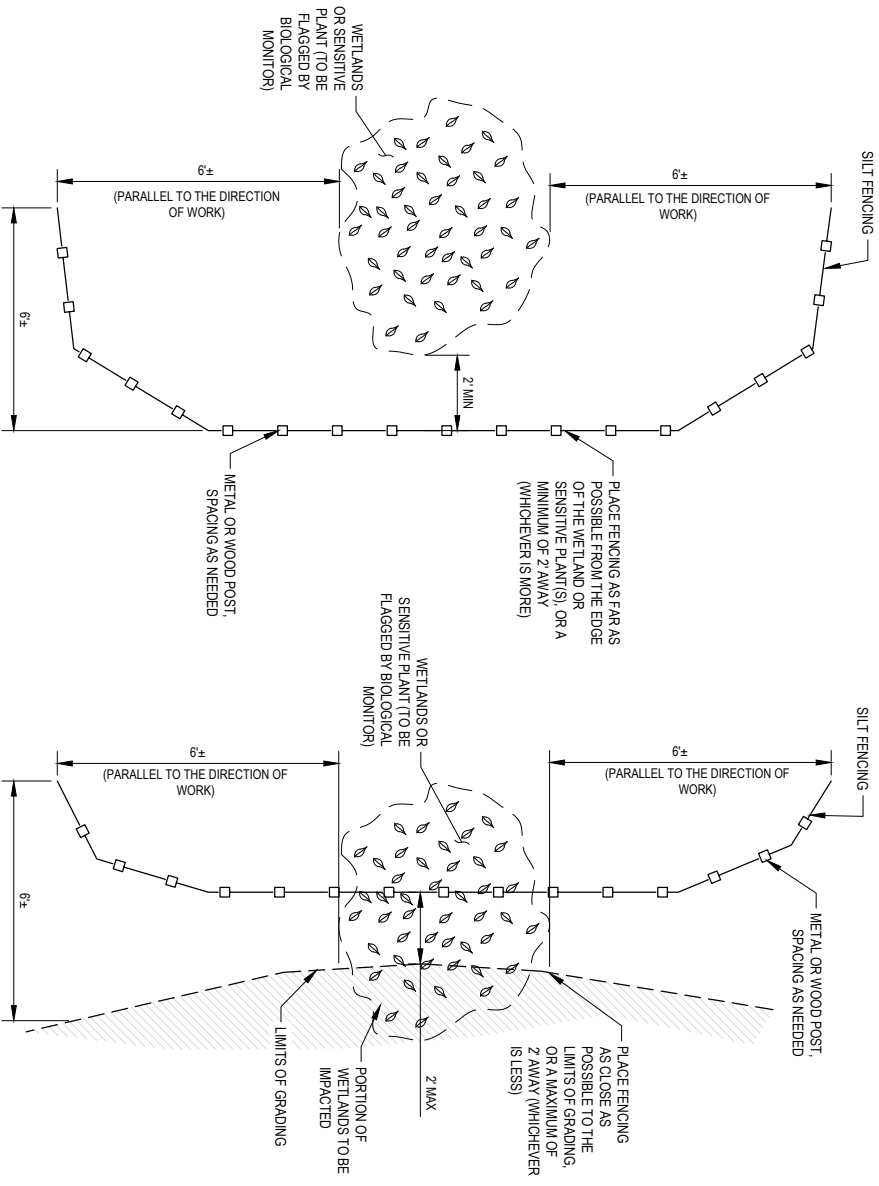 WETLANDS
OR SENSITIVE
PLANT (TO BE
FLAGGED BY
BIOLOGICAL
MONITOR)
SILT FENCING
6'±
(PARALLEL TO THE DIRECTION
OF WORK)
6'±
(PARALLEL TO THE DIRECTION OF
WORK)
6'±
2' MIN
METAL OR WOOD POST,
SPACING AS NEEDED
PLACE FENCING AS FAR AS
POSSIBLE FROM THE EDGE
OF THE WETLAND OR
SENSITIVE PLANT(S), OR A
MINIMUM OF 2' AWAY
(WHICHEVER IS MORE)
WETLANDS OR
SENSITIVE PLANT (TO BE
FLAGGED BY BIOLOGICAL
MONITOR)
SILT FENCING
6'±
(PARALLEL TO THE DIRECTION OF
WORK)
6'±
(PARALLEL TO THE DIRECTION OF
WORK)
METAL OR WOOD POST,
SPACING AS NEEDED
6'±
2' MAX
LIMITS OF GRADING
PORTION OF
WETLANDS TO BE
IMPACTED
PLACE FENCING
AS CLOSE AS
POSSIBLE TO THE
LIMITS OF GRADING,
OR A MAXIMUM OF
2' AWAY (WHICHEVER
IS LESS)